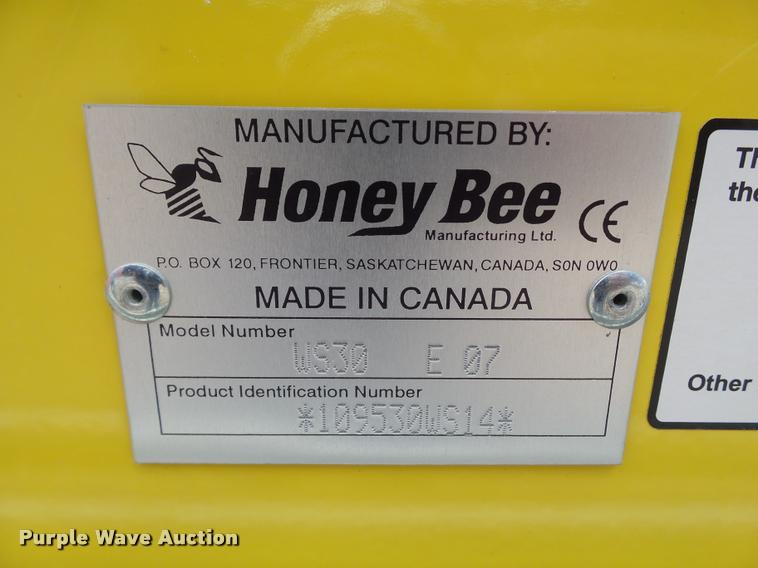 MANUFACTURED BY:
Honey Bee
Manufacturing Ltd.
CE
P.O. BOX 120, FRONTIER, SASKATCHEWAN, CANADA, S0N 0W0
MADE IN CANADA
Model Number
WS30 E 07
Product Identification Number
*109530WS14*
the
Other
Purple Wave Auction